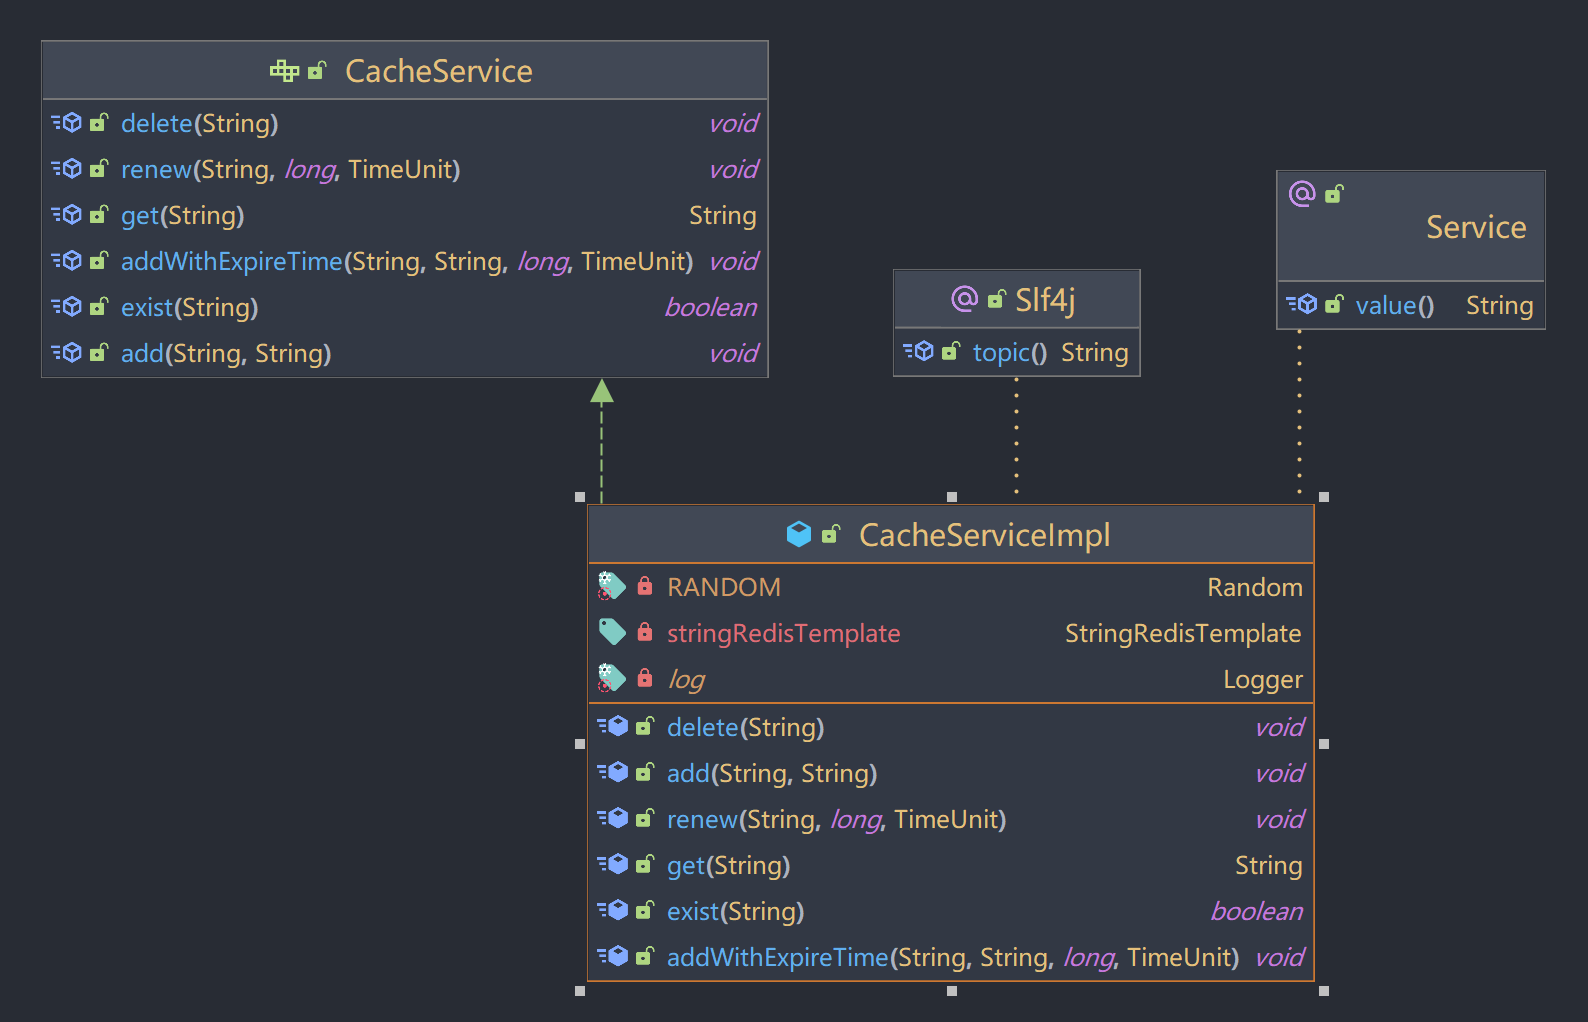 CacheService
delete(String) void
renew(String, long, TimeUnit) void
get(String) String
addWithExpireTime(String, String, long, TimeUnit) void
exist(String) boolean
add(String, String) void
Slf4j
topic() String
Service
value() String
CacheServiceImpl
RANDOM Random
stringRedisTemplate StringRedisTemplate
log Logger
delete(String) void
add(String, String) void
renew(String, long, TimeUnit) void
get(String) String
exist(String) boolean
addWithExpireTime(String, String, long, TimeUnit) void